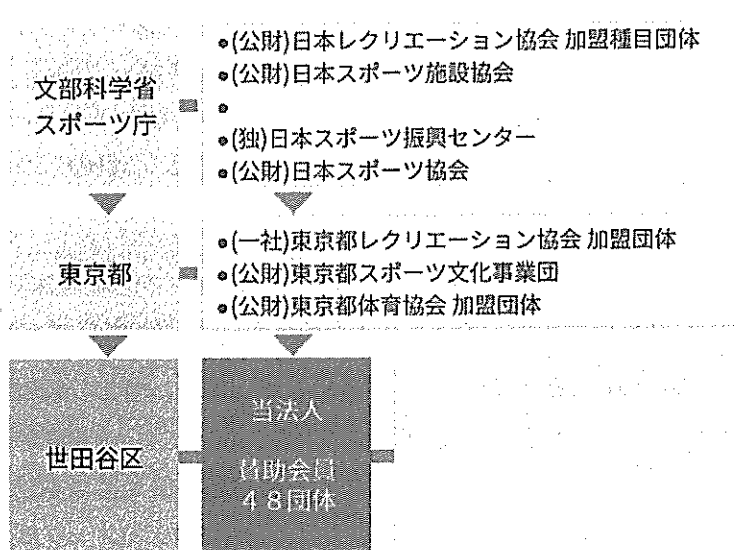 文部科学省
スポーツ庁
•(公財)日本レクリエーション協会 加盟種目団体
•(公財)日本スポーツ施設協会
•
•(独)日本スポーツ振興センター
•(公財)日本スポーツ協会
東京都
•(一社)東京都レクリエーション協会 加盟団体
•(公財)東京都スポーツ文化事業団
•(公財)東京都体育協会 加盟団体
世田谷区
当法人
賛助会員
48団体